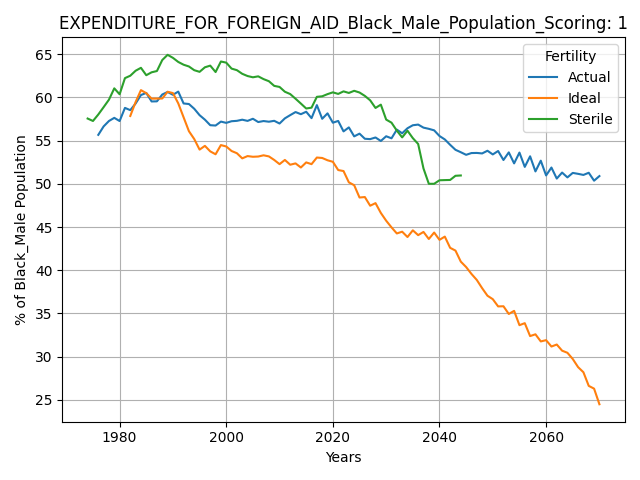 EXPENDITURE_FOR_FOREIGN_AID_Black_Male_Population_Scoring: 1
Fertility
Actual
Ideal
Sterile
% of Black_Male Population
65
60
55
50
45
40
35
30
25
1980
2000
2020
2040
2060
Years